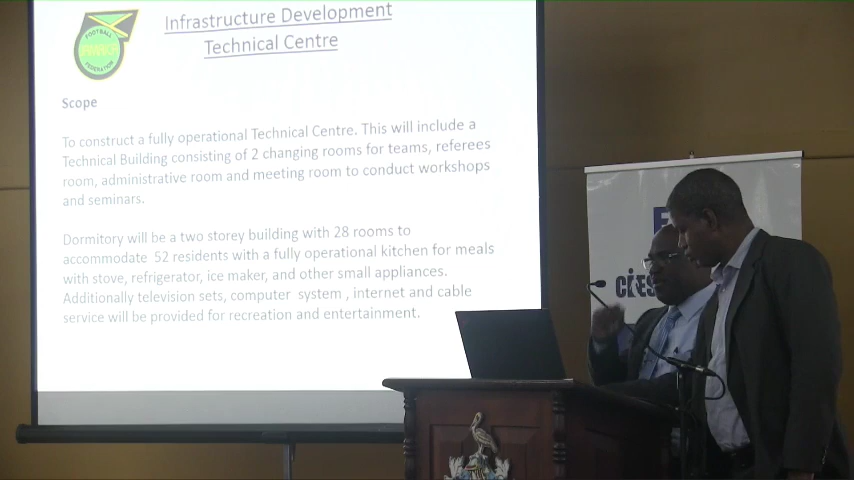 Infrastructure Development
Technical Centre
FOOTBALL
FEDERATION
Scope
To construct a fully operational Technical Centre. This will include a
Technical Building consisting of 2 changing rooms for teams, referees
room, administrative room and meeting room to conduct workshops
and seminars.
Dormitory will be a two storey building with 28 rooms to
accommodate 52 residents with a fully operational kitchen for meals
with stove, refrigerator, ice maker, and other small appliances.
Additionally television sets, computer system , internet and cable
service will be provided for recreation and entertainment.